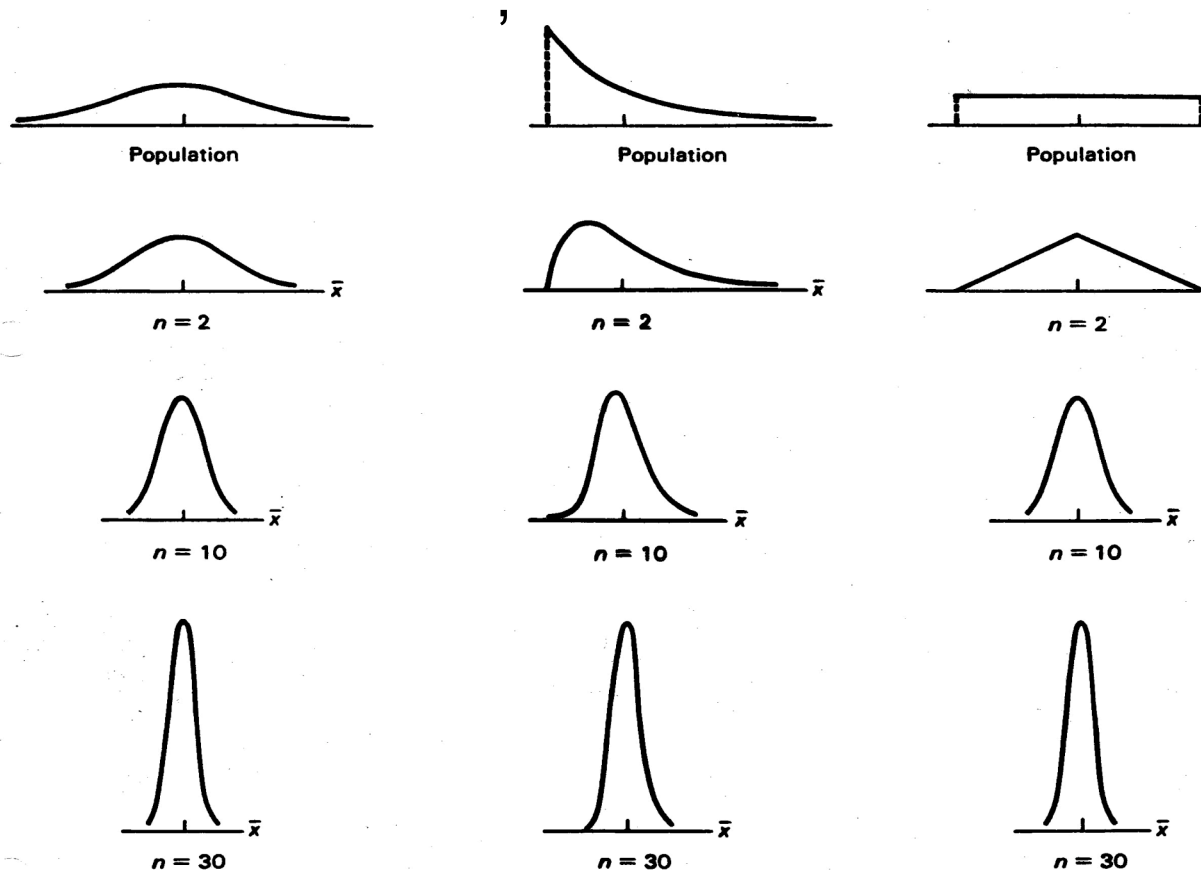 Population Population Population
x̄ x̄
n = 2 n = 2 n = 2
x̄ x̄ x̄
n = 10 n = 10 n = 10
x̄ x̄ x̄
n = 30 n = 30 n = 30